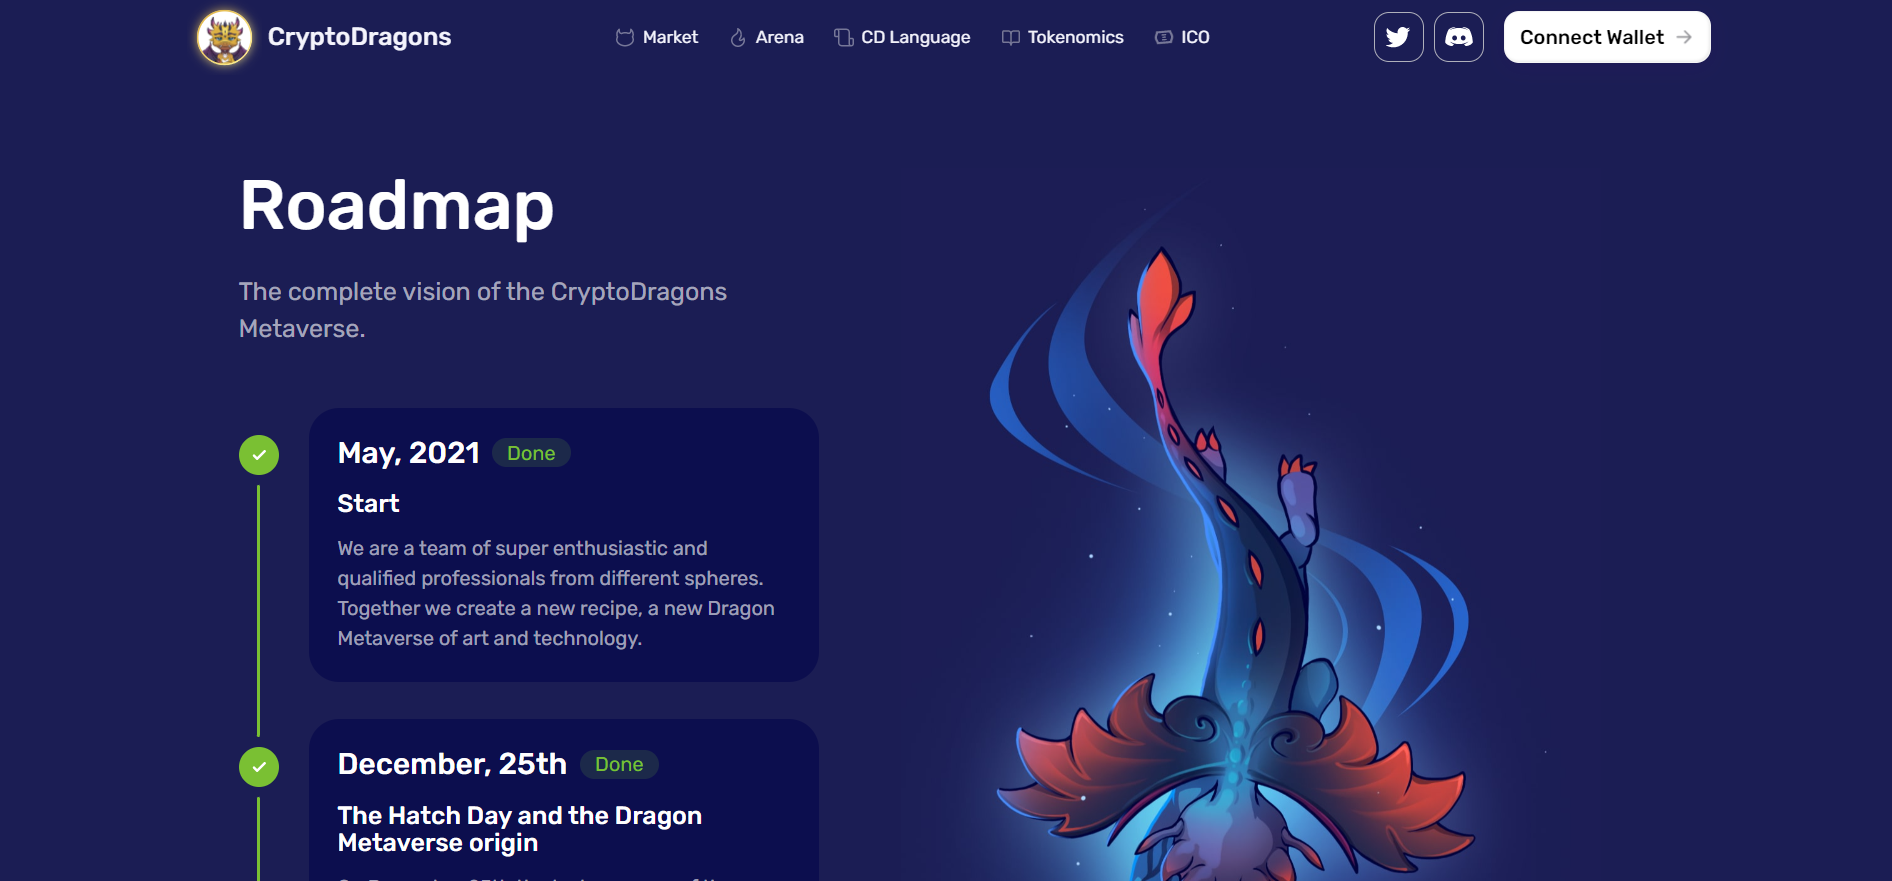 CryptoDragons
Market
Arena
CD Language
Tokenomics
ICO
Connect Wallet
Roadmap
The complete vision of the CryptoDragons
Metaverse.
May, 2021 Done
Start
We are a team of super enthusiastic and
qualified professionals from different spheres.
Together we create a new recipe, a new Dragon
Metaverse of art and technology.
December, 25th Done
The Hatch Day and the Dragon
Metaverse origin